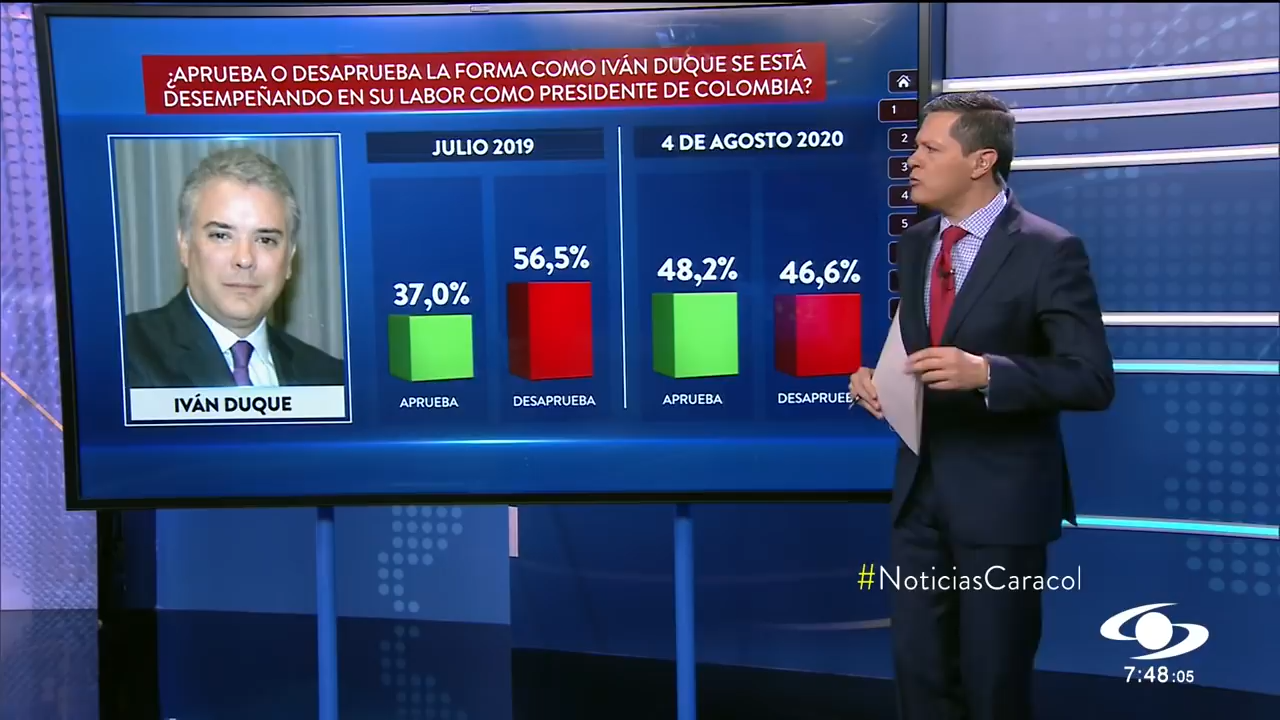 ¿APRUEBA O DESAPRUEBA LA FORMA COMO IVÁN DUQUE SE ESTÁ
DESEMPEÑANDO EN SU LABOR COMO PRESIDENTE DE COLOMBIA?
JULIO 2019
4 DE AGOSTO 2020
37,0%
56,5%
48,2%
46,6%
APRUEBA
DESAPRUEBA
APRUEBA
DESAPRUEB
IVÁN DUQUE
1
2
3
4
5
#NoticiasCaracol
7:48:05